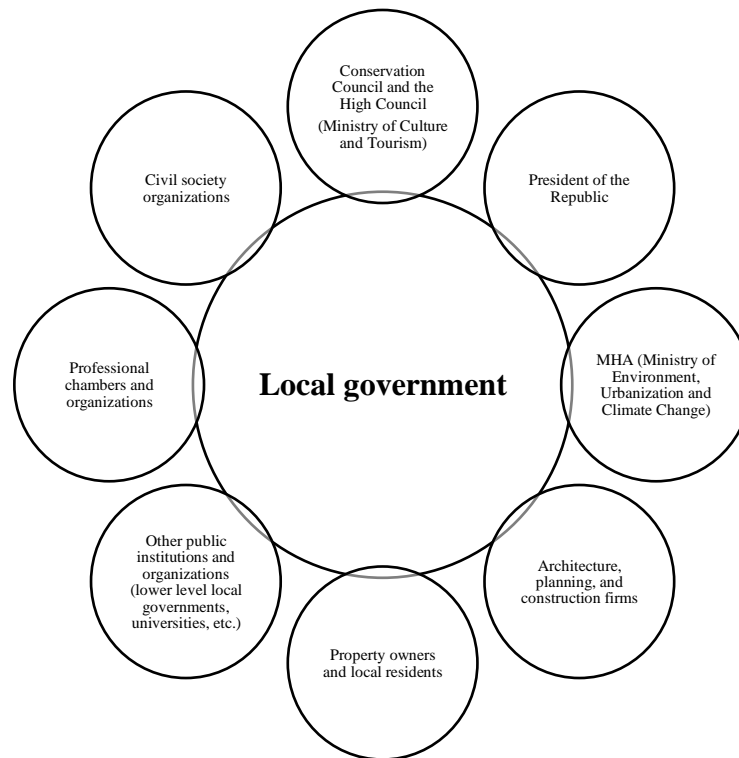 Conservation
Council and the
High Council
(Ministry of Culture
and Tourism)
President of the
Republic
MHA (Ministry of
Environment,
Urbanization and
Climate Change)
Architecture,
planning, and
construction firms
Property owners
and local residents
Other public
institutions and
organizations
(lower level local
governments,
universities, etc.)
Professional
chambers and
organizations
Civil society
organizations
Local government